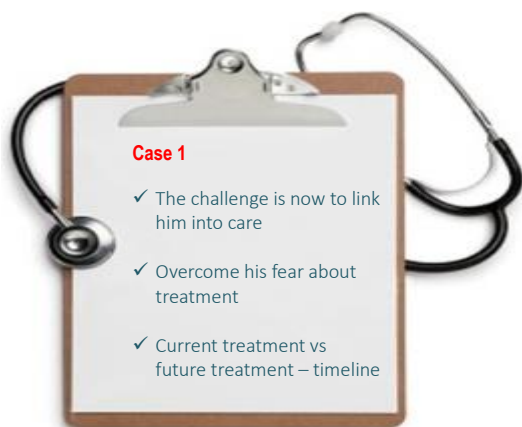 Case 1
✓ The challenge is now to link
him into care
✓ Overcome his fear about
treatment
✓ Current treatment vs
future treatment – timeline